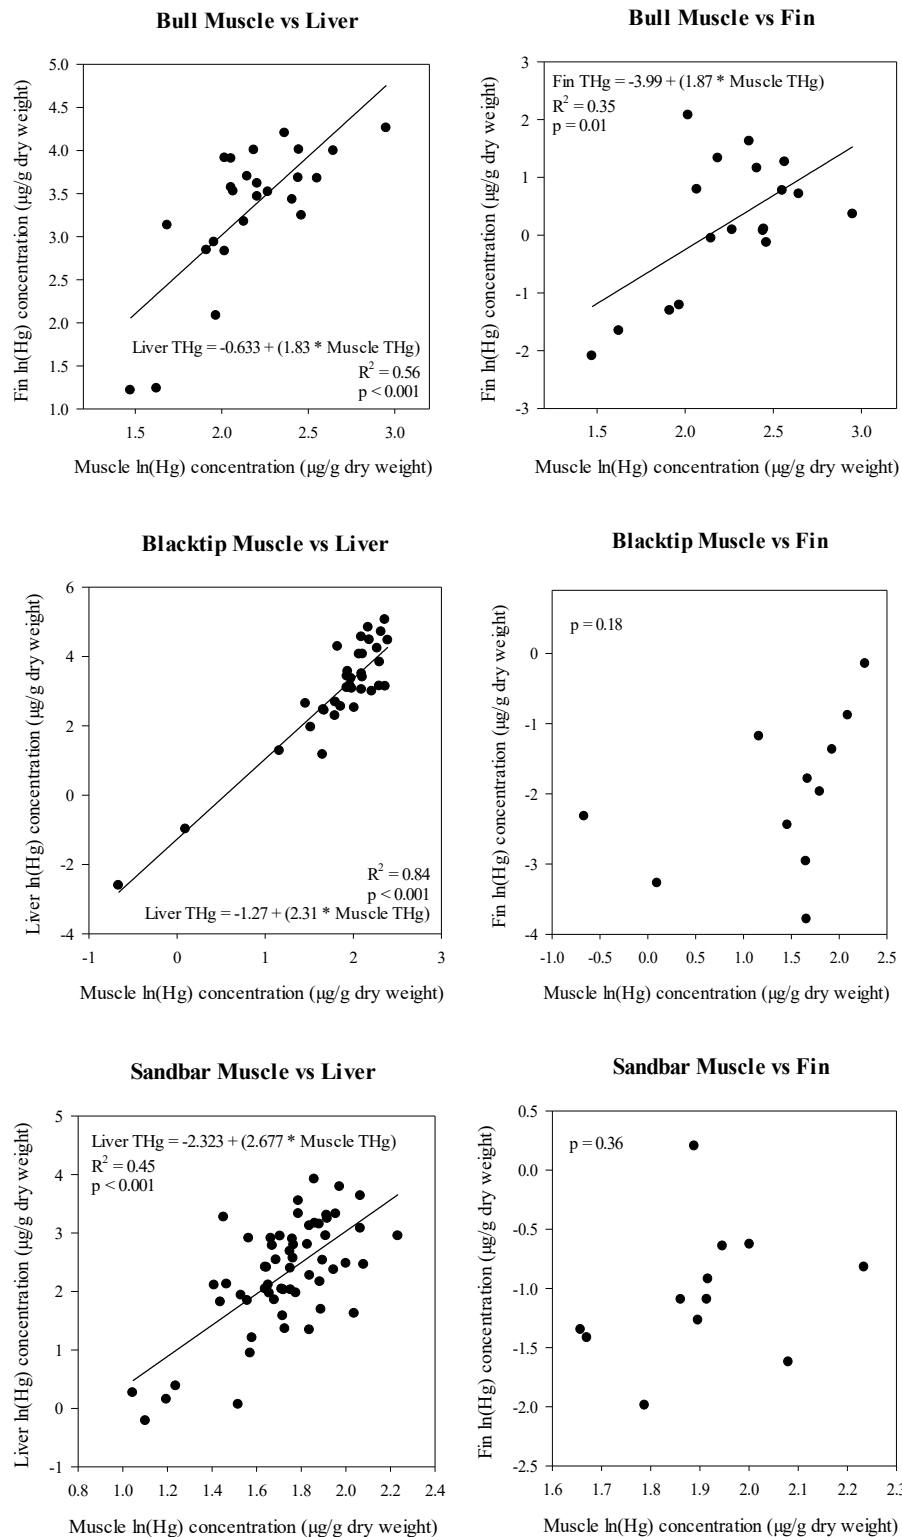 Bull Muscle vs Liver
Fin ln(Hg) concentration (µg/g dry weight)
5.0
4.5
4.0
3.5
3.0
2.5
2.0
1.5
1.0
Liver THg = -0.633 + (1.83 * Muscle THg)
R² = 0.56
p < 0.001
1.5 2.0 2.5 3.0
Muscle ln(Hg) concentration (µg/g dry weight)
Bull Muscle vs Fin
Fin ln(Hg) concentration (µg/g dry weight)
3
2
1
0
-1
-2
-3
Fin THg = -3.99 + (1.87 * Muscle THg)
R² = 0.35
p = 0.01
1.5 2.0 2.5 3.0
Muscle ln(Hg) concentration (µg/g dry weight)
Blacktip Muscle vs Liver
Liver ln(Hg) concentration (µg/g dry weight)
6
4
2
0
-2
-4
R² = 0.84
p < 0.001
Liver THg = -1.27 + (2.31 * Muscle THg)
-1 0 1 2 3
Muscle ln(Hg) concentration (µg/g dry weight)
Blacktip Muscle vs Fin
Fin ln(Hg) concentration (µg/g dry weight)
p = 0.18
0
-1
-2
-3
-4
-1.0 -0.5 0.0 0.5 1.0 1.5 2.0 2.5
Muscle ln(Hg) concentration (µg/g dry weight)
Sandbar Muscle vs Liver
Liver ln(Hg) concentration (µg/g dry weight)
5
4
3
2
1
0
-1
Liver THg = -2.323 + (2.677 * Muscle THg)
R² = 0.45
p < 0.001
1.0 1.2 1.4 1.6 1.8 2.0 2.2 2.4
Muscle ln(Hg) concentration (µg/g dry weight)
Sandbar Muscle vs Fin
Fin ln(Hg) concentration (µg/g dry weight)
0.5
0.0
-0.5
-1.0
-1.5
-2.0
-2.5
p = 0.36
1.6 1.7 1.8 1.9 2.0 2.1 2.2 2.3
Muscle ln(Hg) concentration (µg/g dry weight)